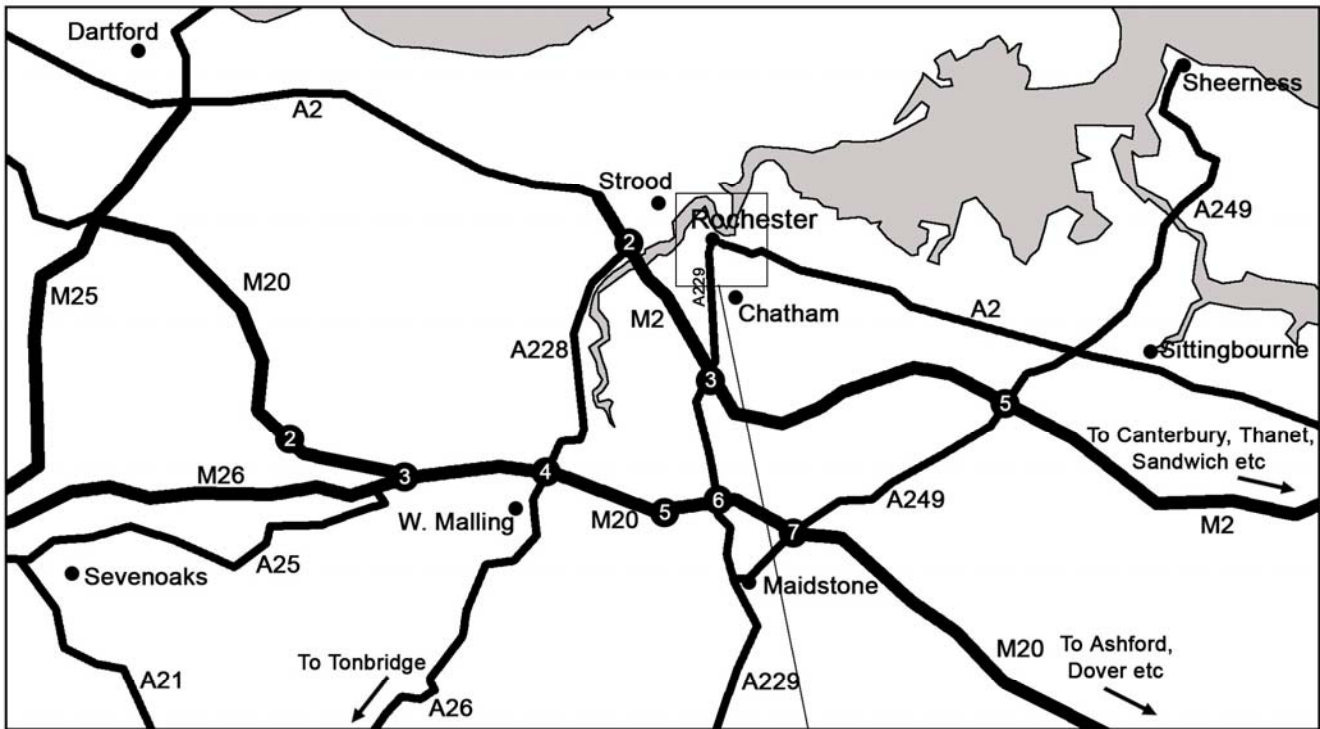 Dartford
Sheerness
A2
Strood
A249
Rochester
2
M25
M20
A229
M2
Chatham
A2
A228
Sittingbourne
3
5
2
To Canterbury, Thanet,
Sandwich etc
M26
3
4
A249
6
5
W. Malling
M20
M2
7
A25
Sevenoaks
Maidstone
To Tonbridge
M20
To Ashford,
Dover etc
A21
A26
A229